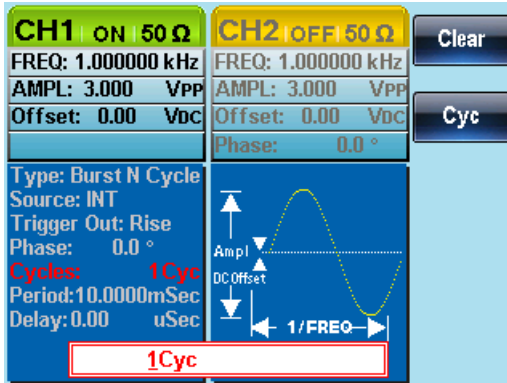 CH1 ON 50 Ω
FREQ: 1.000000 kHz
AMPL: 3.000 VPP
Offset: 0.00 VDC
CH2 OFF 50 Ω
FREQ: 1.000000 kHz
AMPL: 3.000 VPP
Offset: 0.00 VDC
Phase: 0.0 °
Clear
Cyc
Type: Burst N Cycle
Source: INT
Trigger Out: Rise
Phase: 0.0 °
Cycles: 1Cyc
Period:10.0000mSec
Delay:0.00 uSec
Ampl
DC Offset
1/FREQ
1Cyc